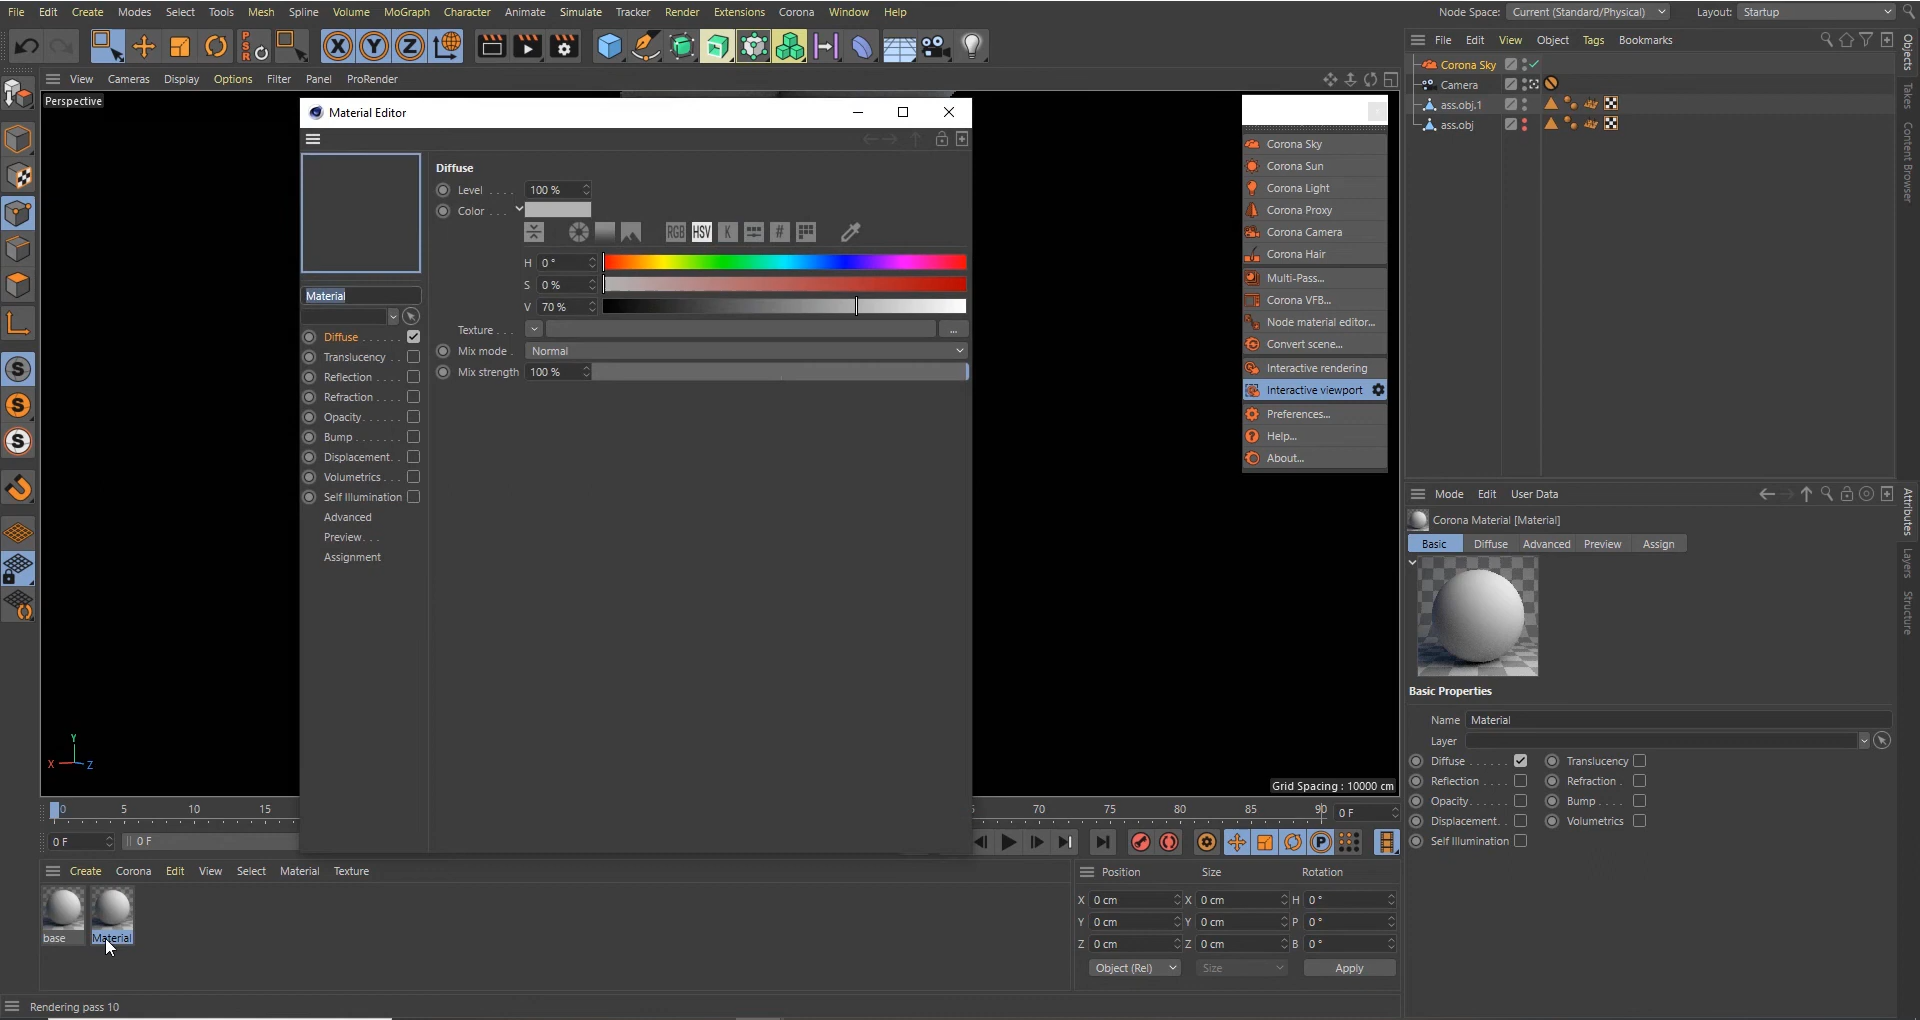 File Edit Create Modes Select Tools Mesh Spline Volume MoGraph Character Animate Simulate Tracker Render Extensions Corona Window Help
Node Space: Current (Standard/Physical) Layout: Startup
PSR X Y Z
File Edit View Object Tags Bookmarks
Objects
Takes
Content Browser
Corona Sky
Camera
ass.obj.1
ass.obj
View Cameras Display Options Filter Panel ProRender
Perspective
Material Editor
Diffuse
Level . . . . 100 %
Color . . .
RGB HSV K #
H 0 °
S 0 %
V 70 %
Texture . . . ...
Mix mode . Normal
Mix strength 100 %
Material
Diffuse . . . . . .
Translucency . .
Reflection . . . .
Refraction . . . .
Opacity. . . . . .
Bump . . . . . . .
Displacement. .
Volumetrics . . .
Self Illumination
Advanced
Preview. . .
Assignment
Corona Sky
Corona Sun
Corona Light
Corona Proxy
Corona Camera
Corona Hair
Multi-Pass...
Corona VFB...
Node material editor...
Convert scene...
Interactive rendering
Interactive viewport
Preferences...
Help...
About...
Y
X Z
Grid Spacing : 10000 cm
0 5 10 15 70 75 80 85 90 0 F
0 F 0 F
P
Create Corona Edit View Select Material Texture
base Material
Position Size Rotation
X 0 cm X 0 cm H 0 °
Y 0 cm Y 0 cm P 0 °
Z 0 cm Z 0 cm B 0 °
Object (Rel) Size Apply
Rendering pass 10
Mode Edit User Data
Attributes
Layers
Structure
Corona Material [Material]
Basic Diffuse Advanced Preview Assign
Basic Properties
Name Material
Layer
Diffuse . . . . . . Translucency
Reflection . . . . Refraction .
Opacity. . . . . . Bump . . . .
Displacement. . Volumetrics
Self Illumination